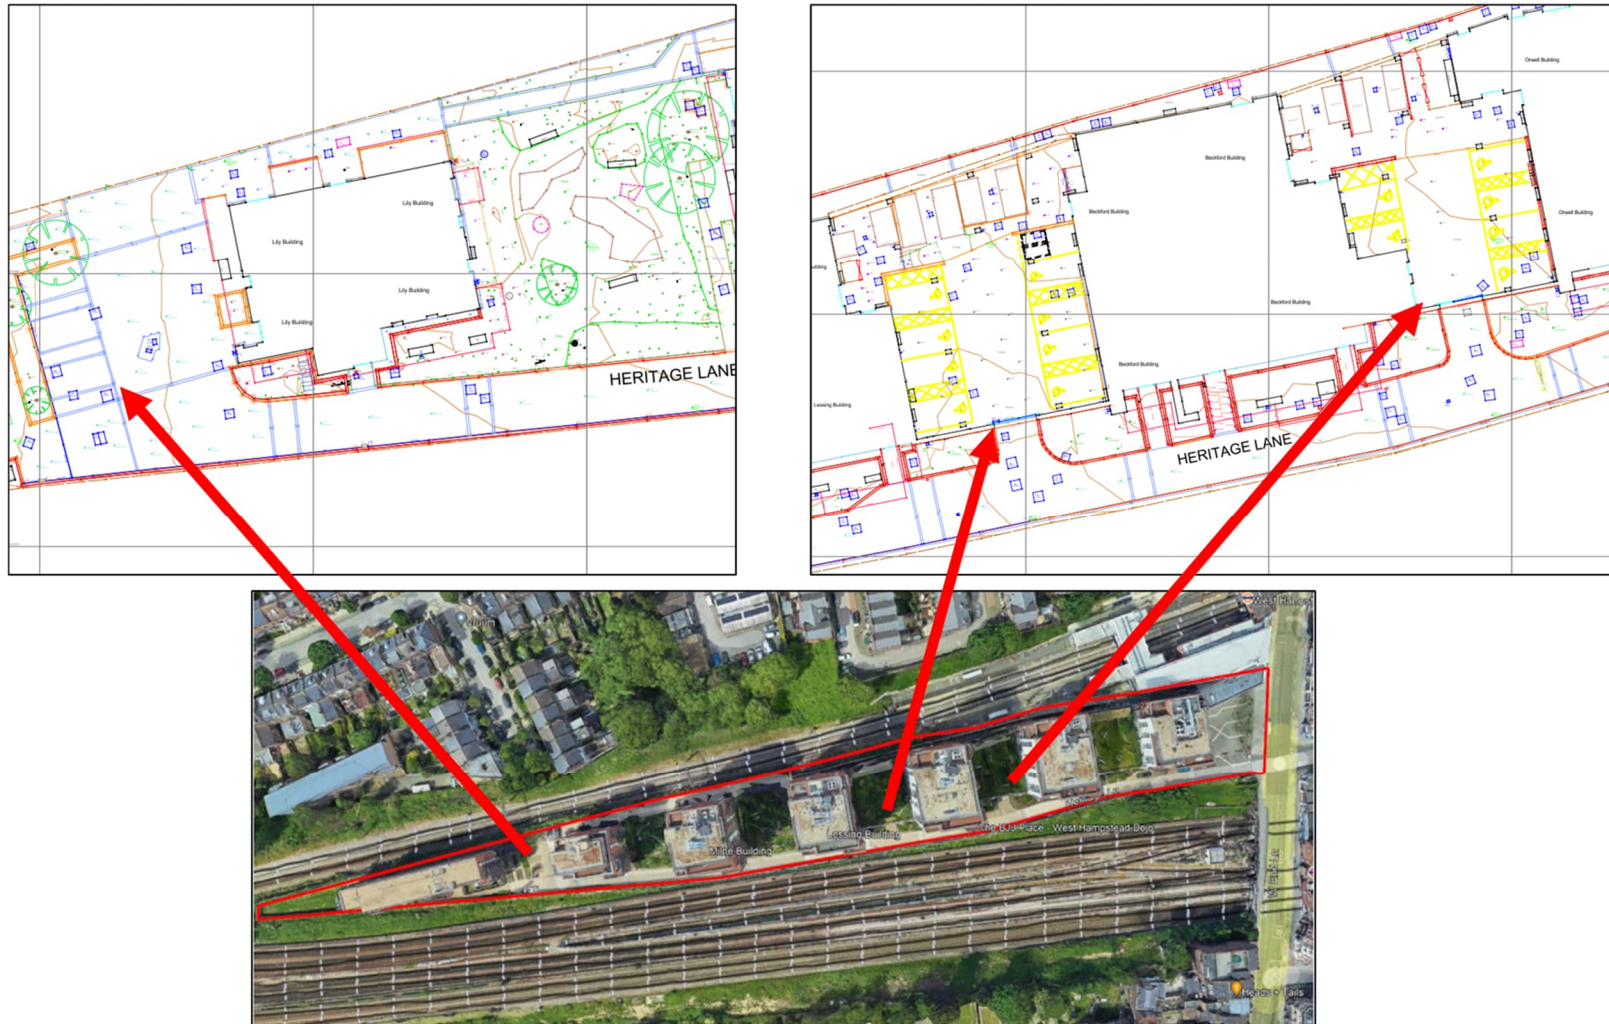 Lily Building
Lily Building
Lily Building
Lily Building
HERITAGE LANE
Orwell Building
Beckford Building
Beckford Building
Orwell Building
Beckford Building
Beckford Building
Lessing Building
HERITAGE LANE
West Hamps
Lessing Building
The BJJ Place - West Hampstead Dojo
Milne Building
Heads + Tails